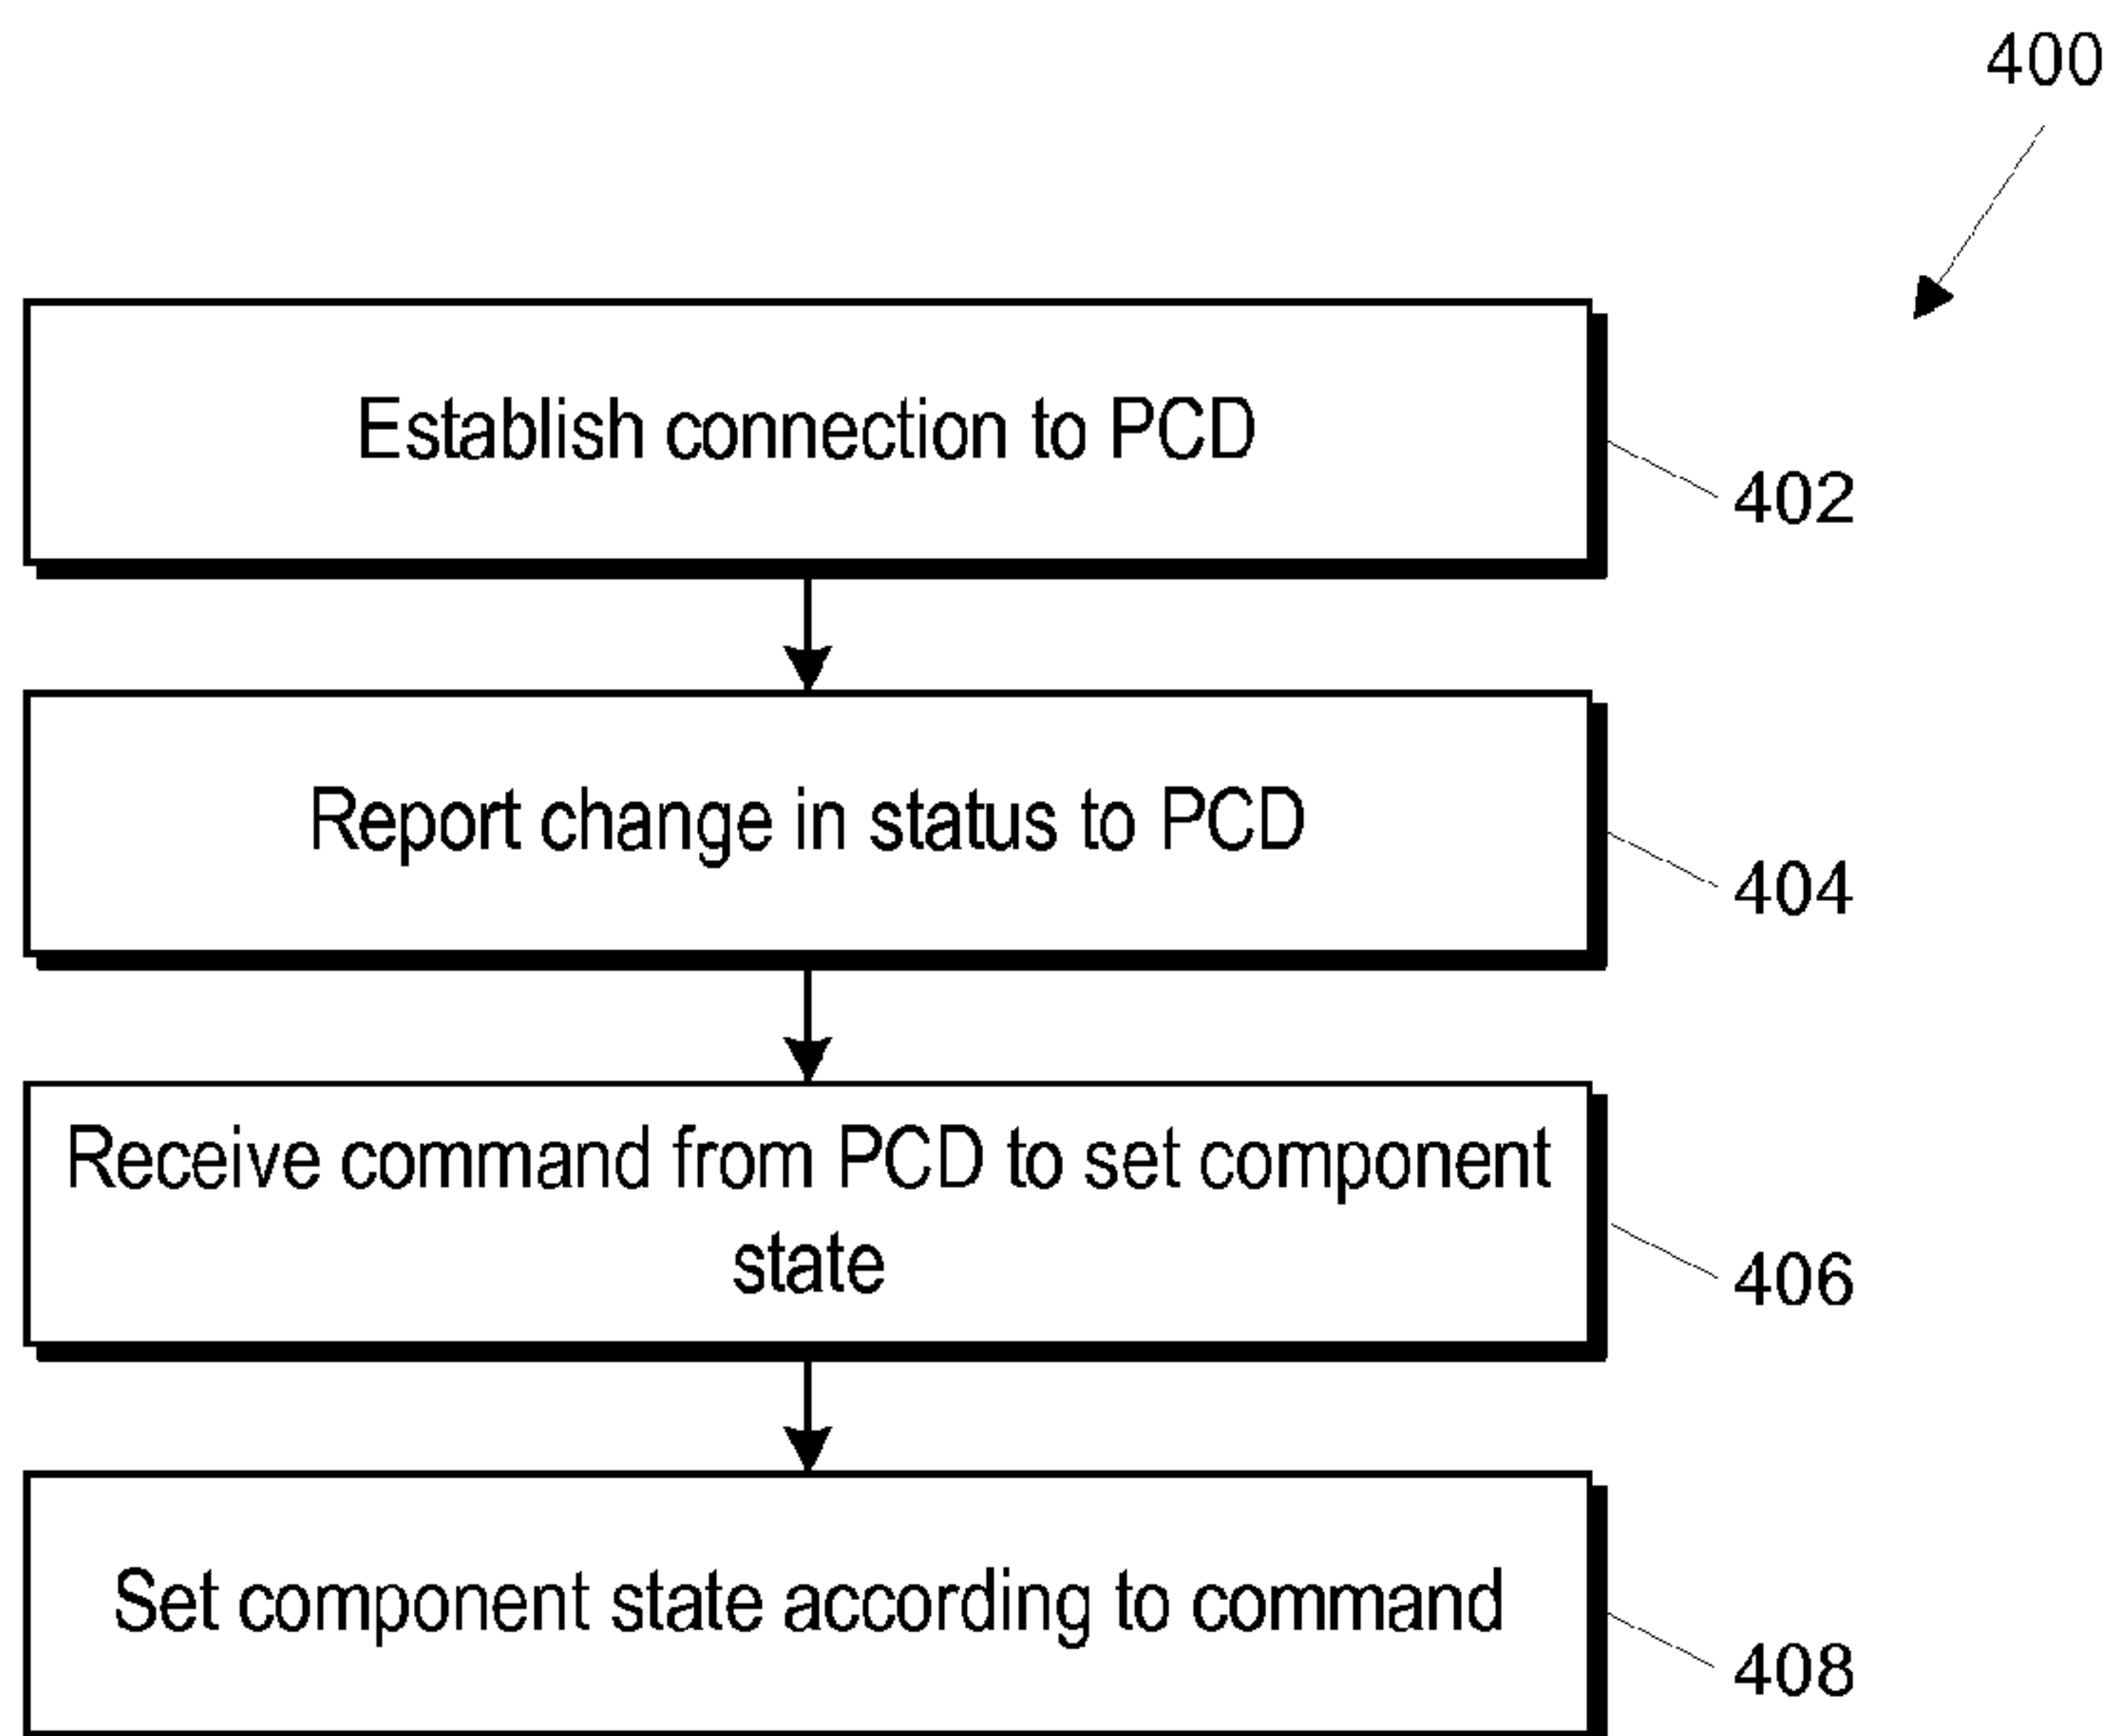 400
Establish connection to PCD
402
Report change in status to PCD
404
Receive command from PCD to set component
state
406
Set component state according to command
408